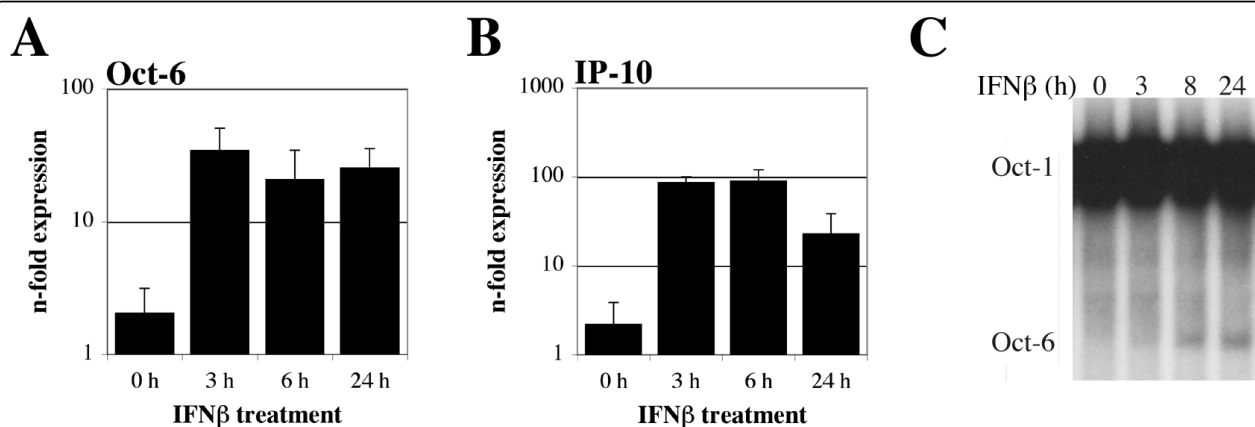 A
Oct-6
n-fold expression
100
10
1
0 h 3 h 6 h 24 h
IFNβ treatment
B
IP-10
n-fold expression
1000
100
10
1
0 h 3 h 6 h 24 h
IFNβ treatment
C
IFNβ (h) 0 3 8 24
Oct-1
Oct-6